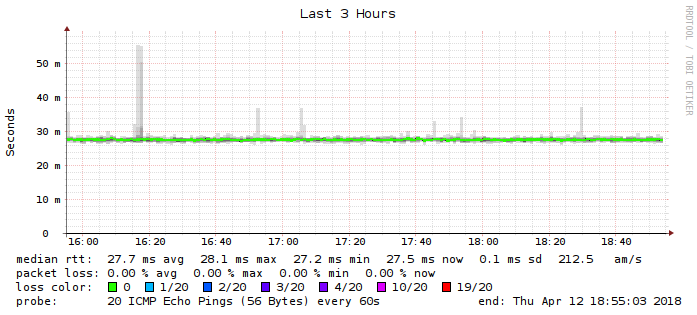 Last 3 Hours
RRDTOOL / TOBI OETIKER
Seconds
50 m
40 m
30 m
20 m
10 m
0
16:00 16:20 16:40 17:00 17:20 17:40 18:00 18:20 18:40
median rtt: 27.7 ms avg 28.1 ms max 27.2 ms min 27.5 ms now 0.1 ms sd 212.5 am/s
packet loss: 0.00 % avg 0.00 % max 0.00 % min 0.00 % now
loss color: 0 1/20 2/20 3/20 4/20 10/20 19/20
probe: 20 ICMP Echo Pings (56 Bytes) every 60s end: Thu Apr 12 18:55:03 2018